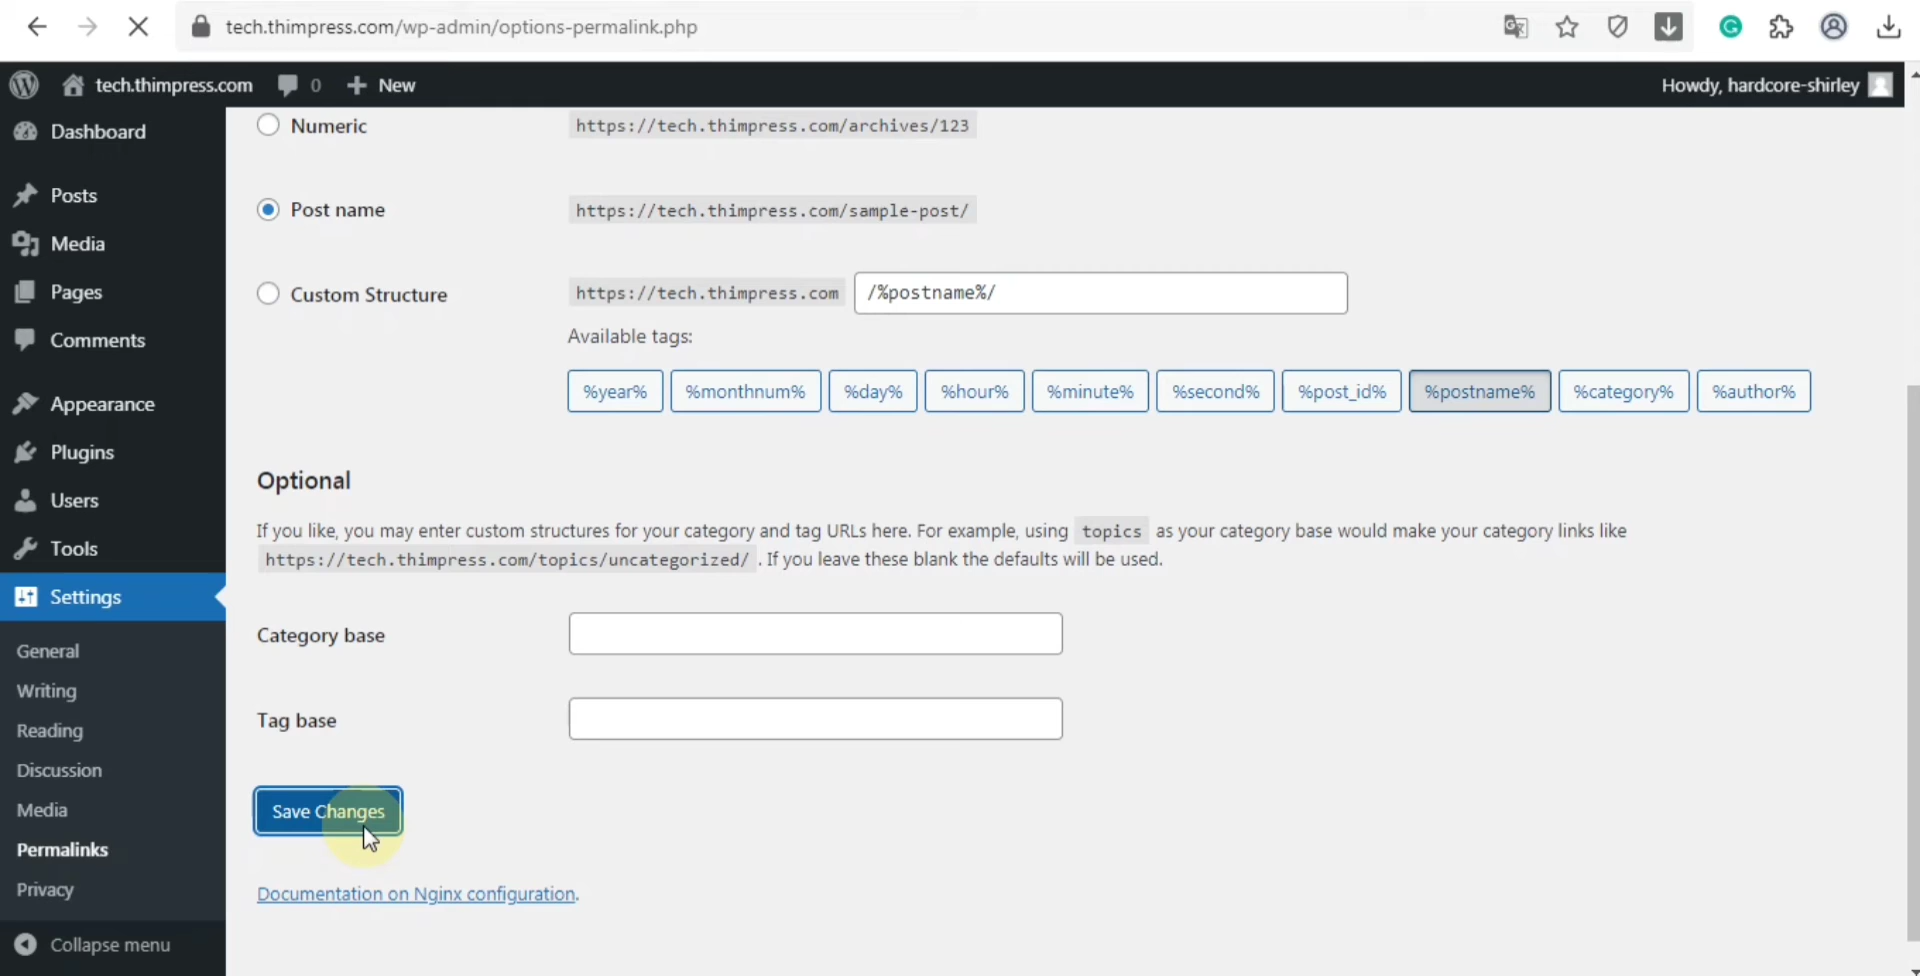 tech.thimpress.com/wp-admin/options-permalink.php
tech.thimpress.com 0 New Howdy, hardcore-shirley
Dashboard
Posts
Media
Pages
Comments
Appearance
Plugins
Users
Tools
Settings
General
Writing
Reading
Discussion
Media
Permalinks
Privacy
Collapse menu
Numeric https://tech.thimpress.com/archives/123
Post name https://tech.thimpress.com/sample-post/
Custom Structure https://tech.thimpress.com /%postname%/
Available tags:
%year% %monthnum% %day% %hour% %minute% %second% %post_id% %postname% %category% %author%
Optional
If you like, you may enter custom structures for your category and tag URLs here. For example, using topics as your category base would make your category links like
https://tech.thimpress.com/topics/uncategorized/ . If you leave these blank the defaults will be used.
Category base
Tag base
Save Changes
Documentation on Nginx configuration.